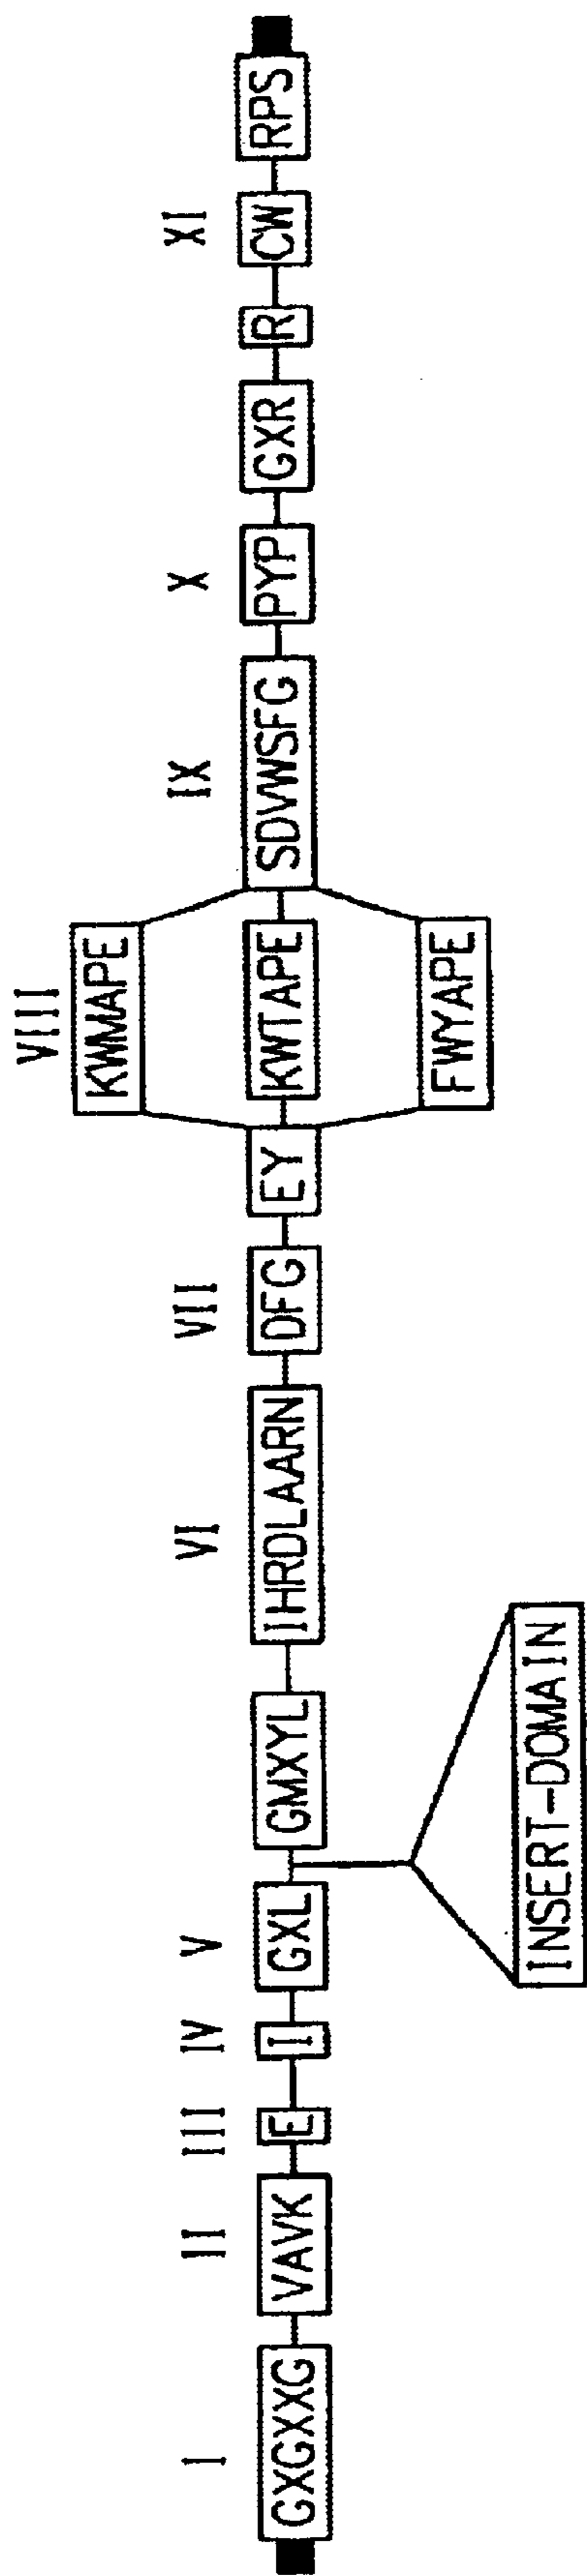 I II III IV V VI VII VIII IX X XI
KWMAPE
GXGXXG VAVK E I GXL GMXYL IHRDLAARN DFG EY KWTAPE SDVWSFG PYP GXR R CW RPS
FWYAPE
INSERT-DOMAIN